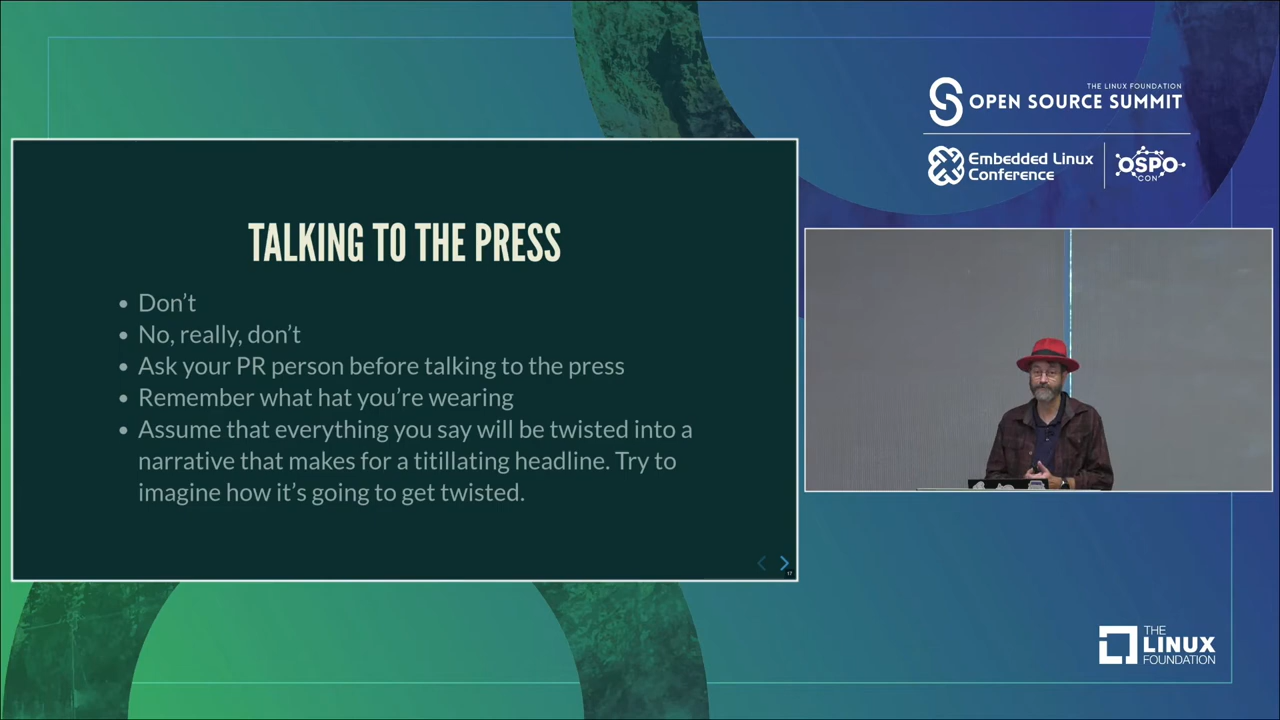 THE LINUX FOUNDATION
OPEN SOURCE SUMMIT
Embedded Linux
Conference
OSPO
CON
TALKING TO THE PRESS
• Don’t
• No, really, don’t
• Ask your PR person before talking to the press
• Remember what hat you’re wearing
• Assume that everything you say will be twisted into a
narrative that makes for a titillating headline. Try to
imagine how it’s going to get twisted.
17
THE
LINUX
FOUNDATION